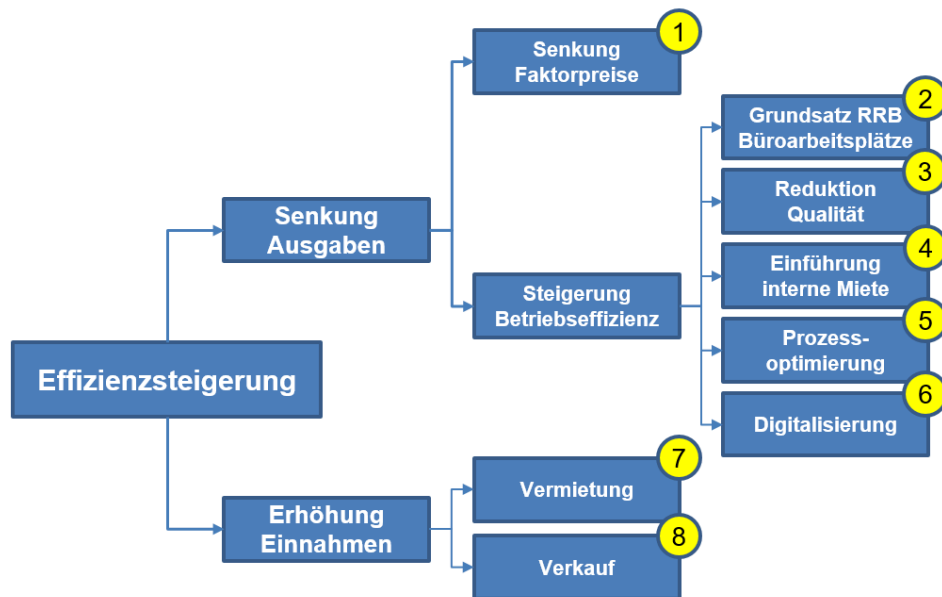 1
Senkung
Faktorpreise
2
Grundsatz RRB
Büroarbeitsplätze
3
Reduktion
Qualität
Senkung
Ausgaben
4
Einführung
interne Miete
Steigerung
Betriebseffizienz
5
Prozess-
optimierung
Effizienzsteigerung
6
Digitalisierung
7
Vermietung
Erhöhung
Einnahmen
8
Verkauf